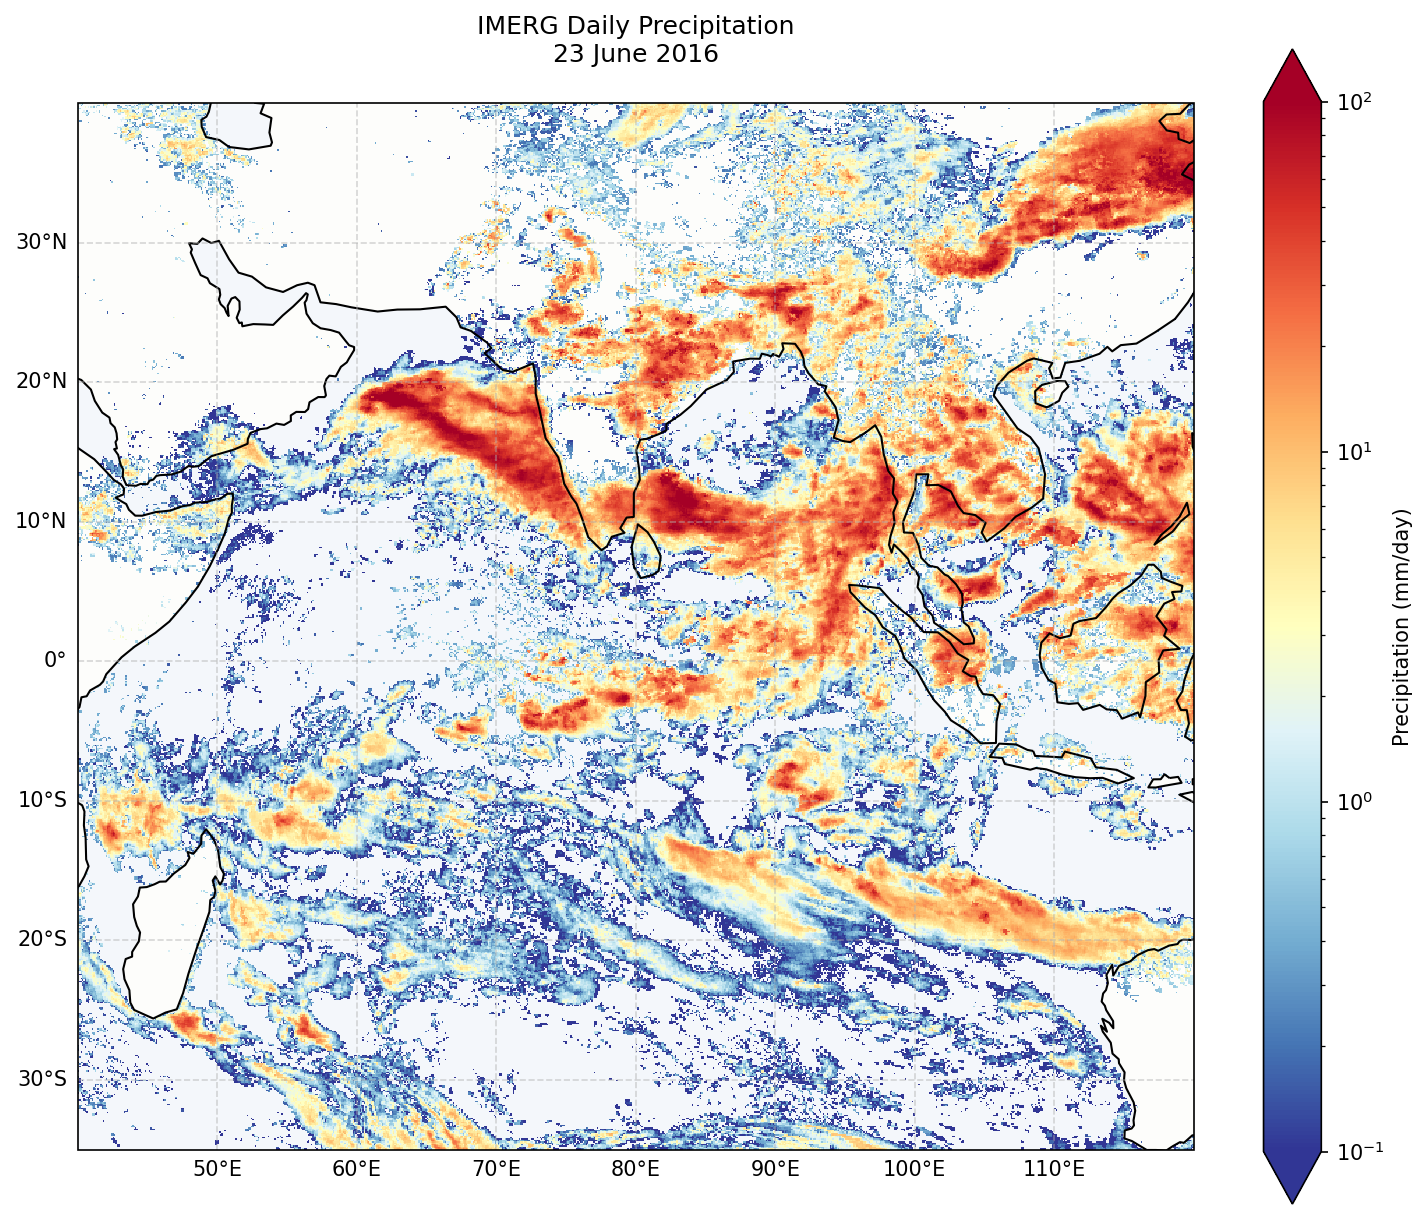 IMERG Daily Precipitation
23 June 2016
30°N
20°N
10°N
0°
10°S
20°S
30°S
50°E 60°E 70°E 80°E 90°E 100°E 110°E
10²
10¹
10⁰
10⁻¹
Precipitation (mm/day)